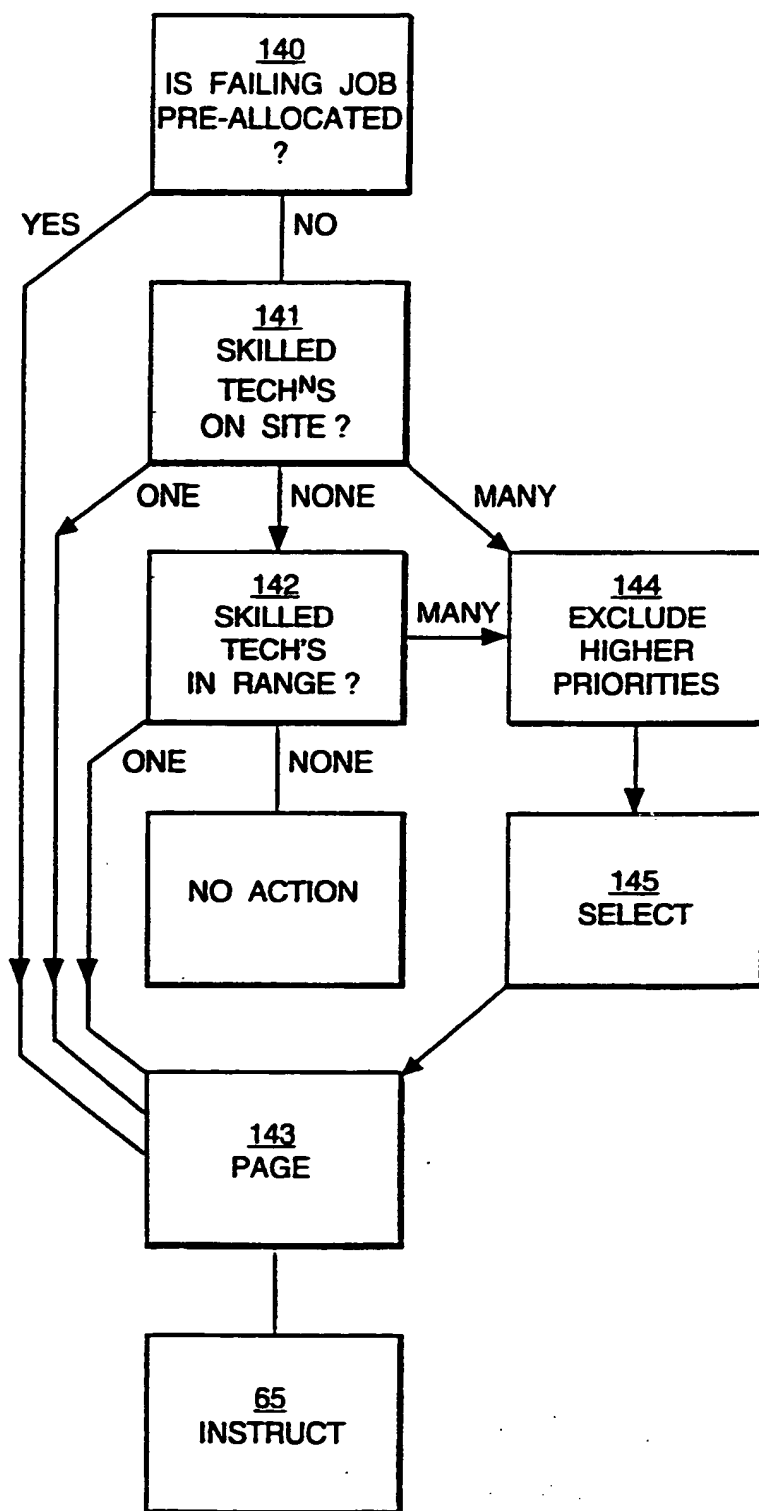 140
IS FAILING JOB
PRE-ALLOCATED
?
YES
NO
141
SKILLED
TECHᴺS
ON SITE ?
ONE
NONE
MANY
142
SKILLED
TECH'S
IN RANGE ?
MANY
144
EXCLUDE
HIGHER
PRIORITIES
ONE
NONE
NO ACTION
145
SELECT
143
PAGE
65
INSTRUCT